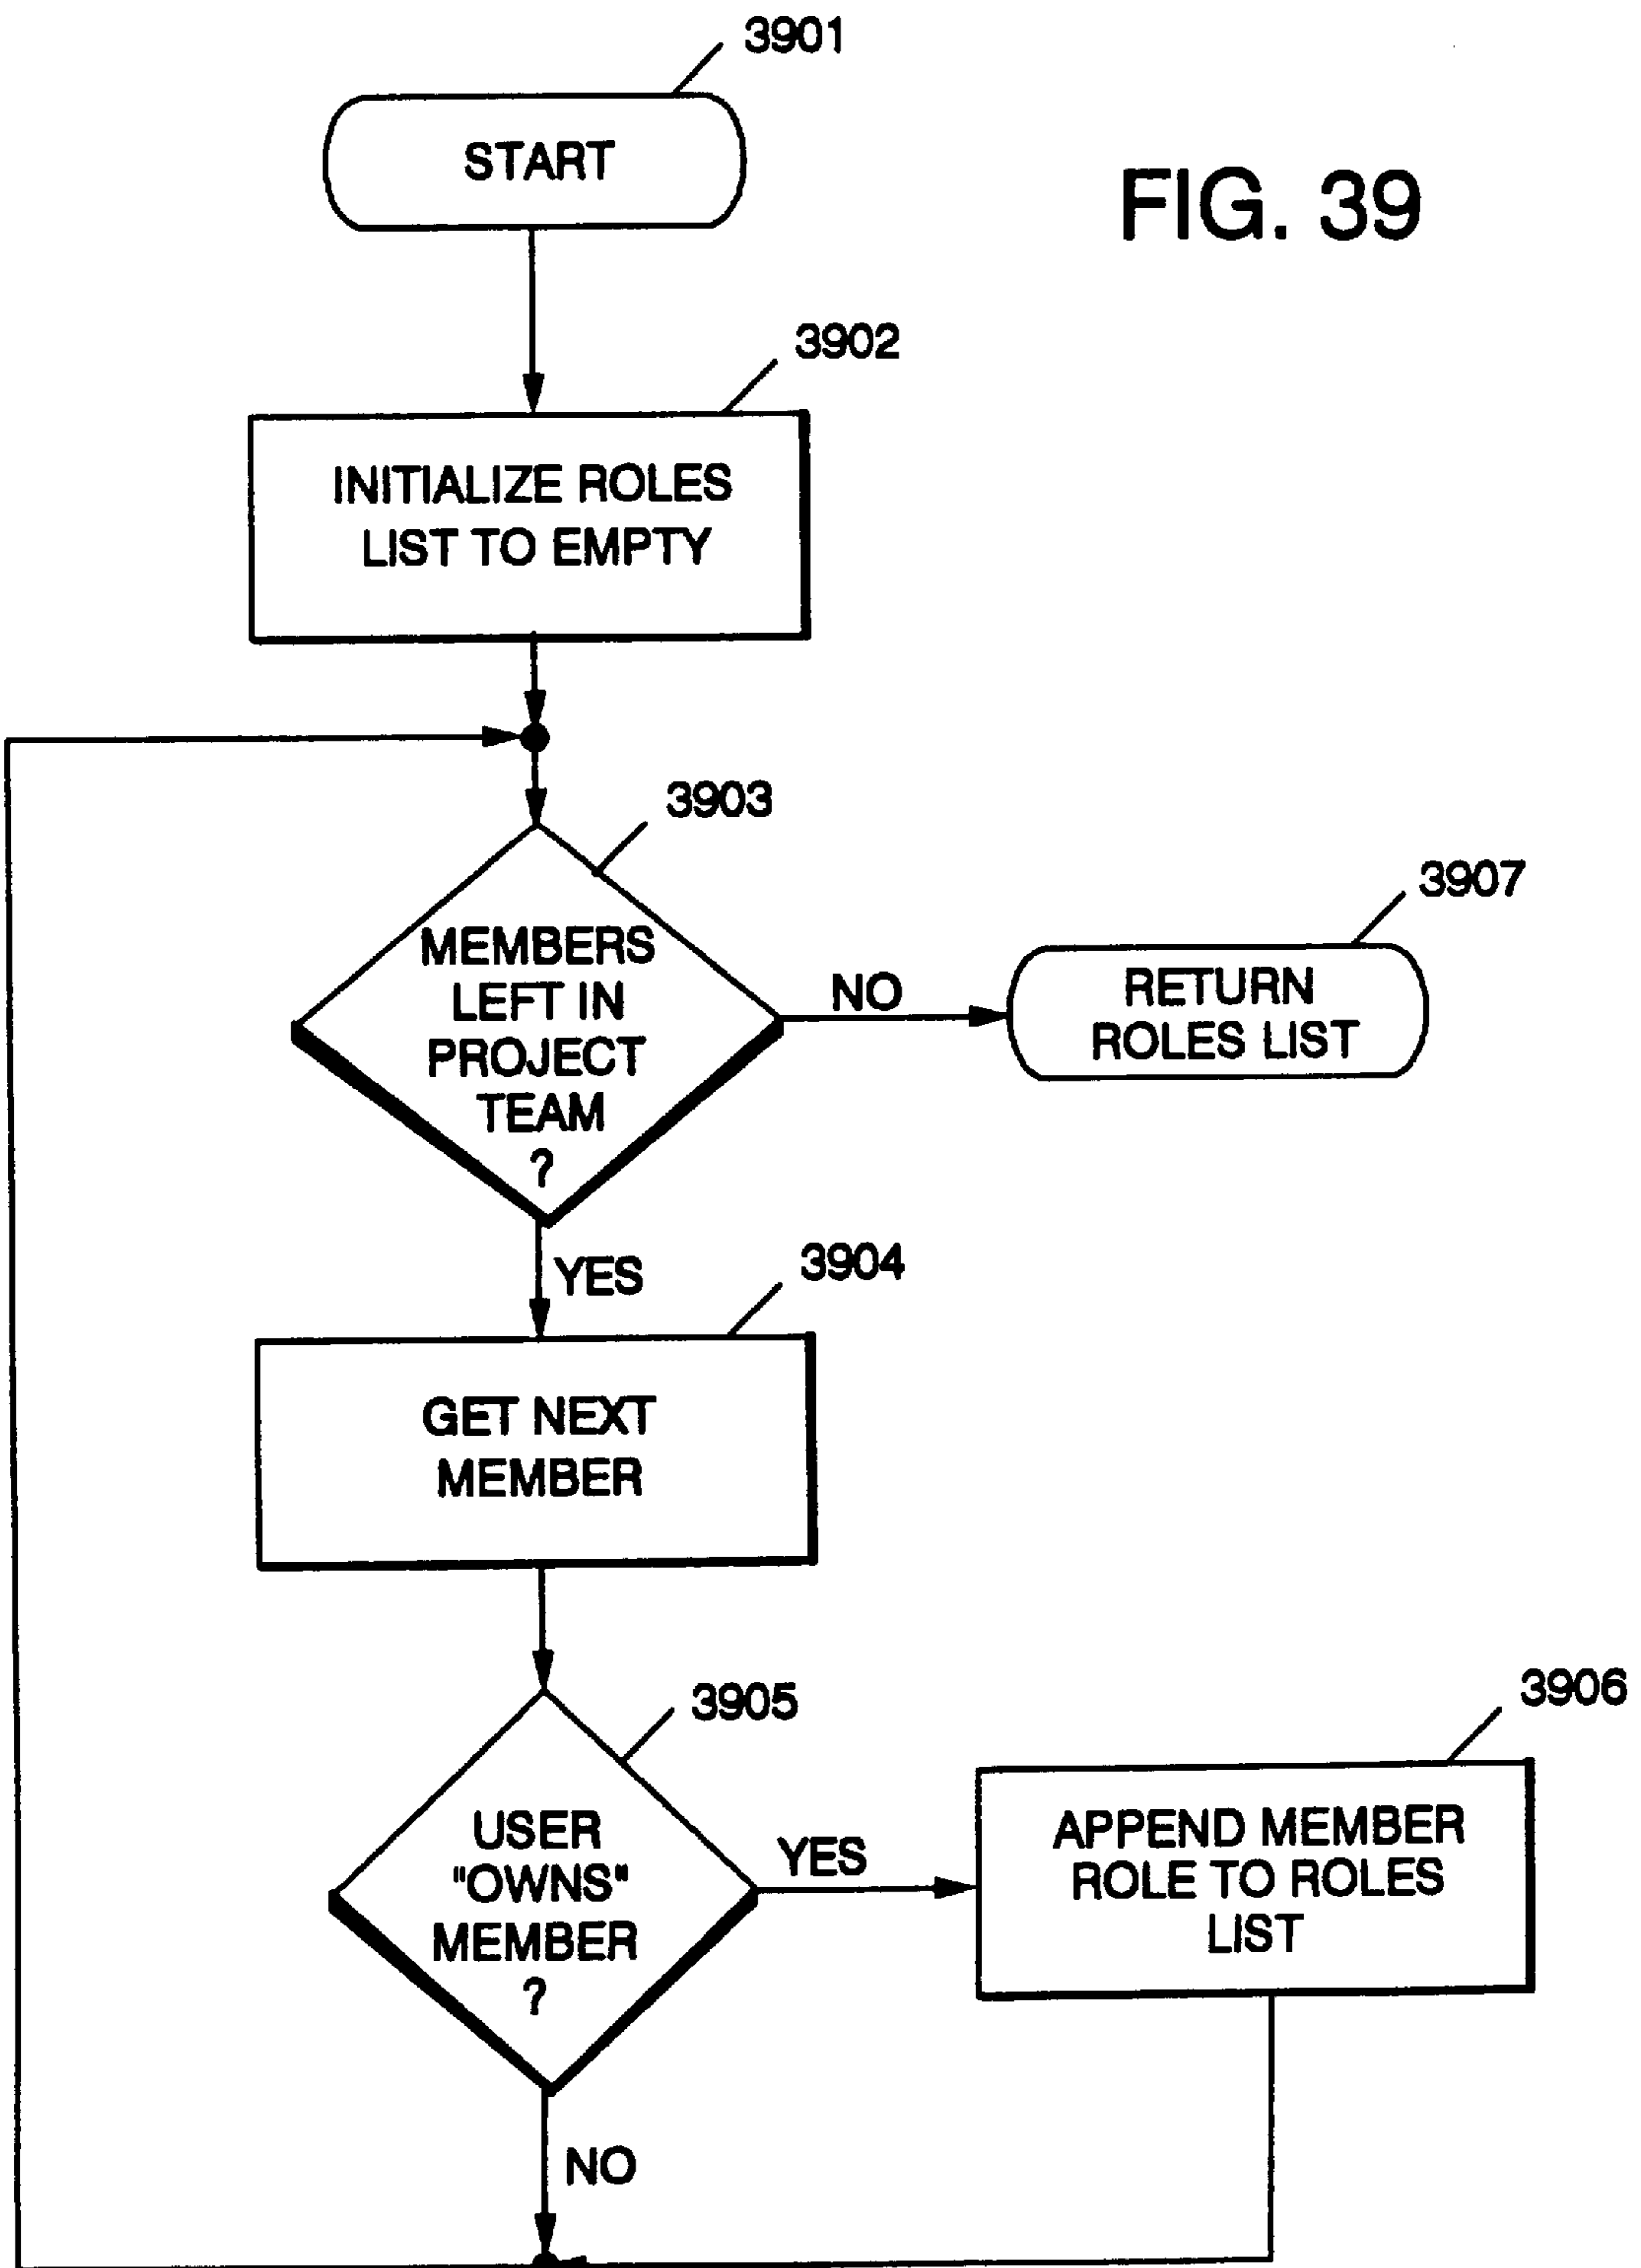 3901
START
FIG. 39
3902
INITIALIZE ROLES
LIST TO EMPTY
3903
MEMBERS
LEFT IN
PROJECT
TEAM
?
NO
3907
RETURN
ROLES LIST
YES
3904
GET NEXT
MEMBER
3905
USER
"OWNS"
MEMBER
?
YES
3906
APPEND MEMBER
ROLE TO ROLES
LIST
NO